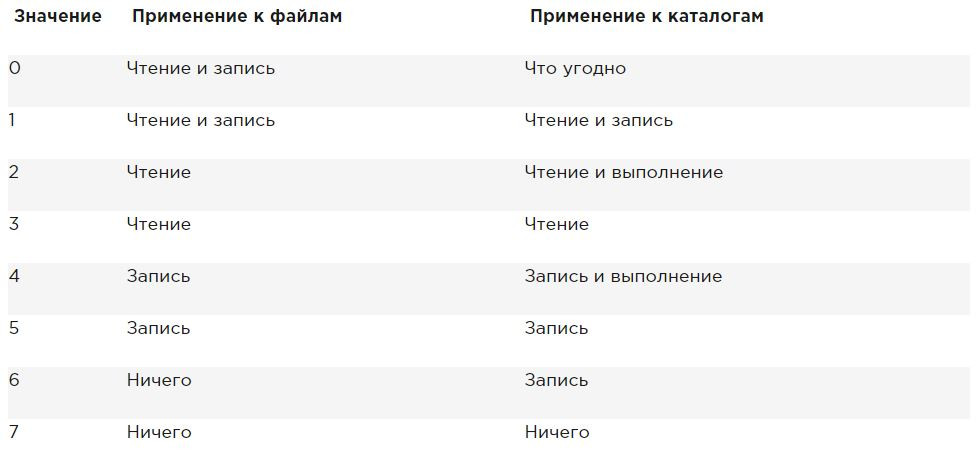 Значение Применение к файлам Применение к каталогам
0 Чтение и запись Что угодно
1 Чтение и запись Чтение и запись
2 Чтение Чтение и выполнение
3 Чтение Чтение
4 Запись Запись и выполнение
5 Запись Запись
6 Ничего Запись
7 Ничего Ничего